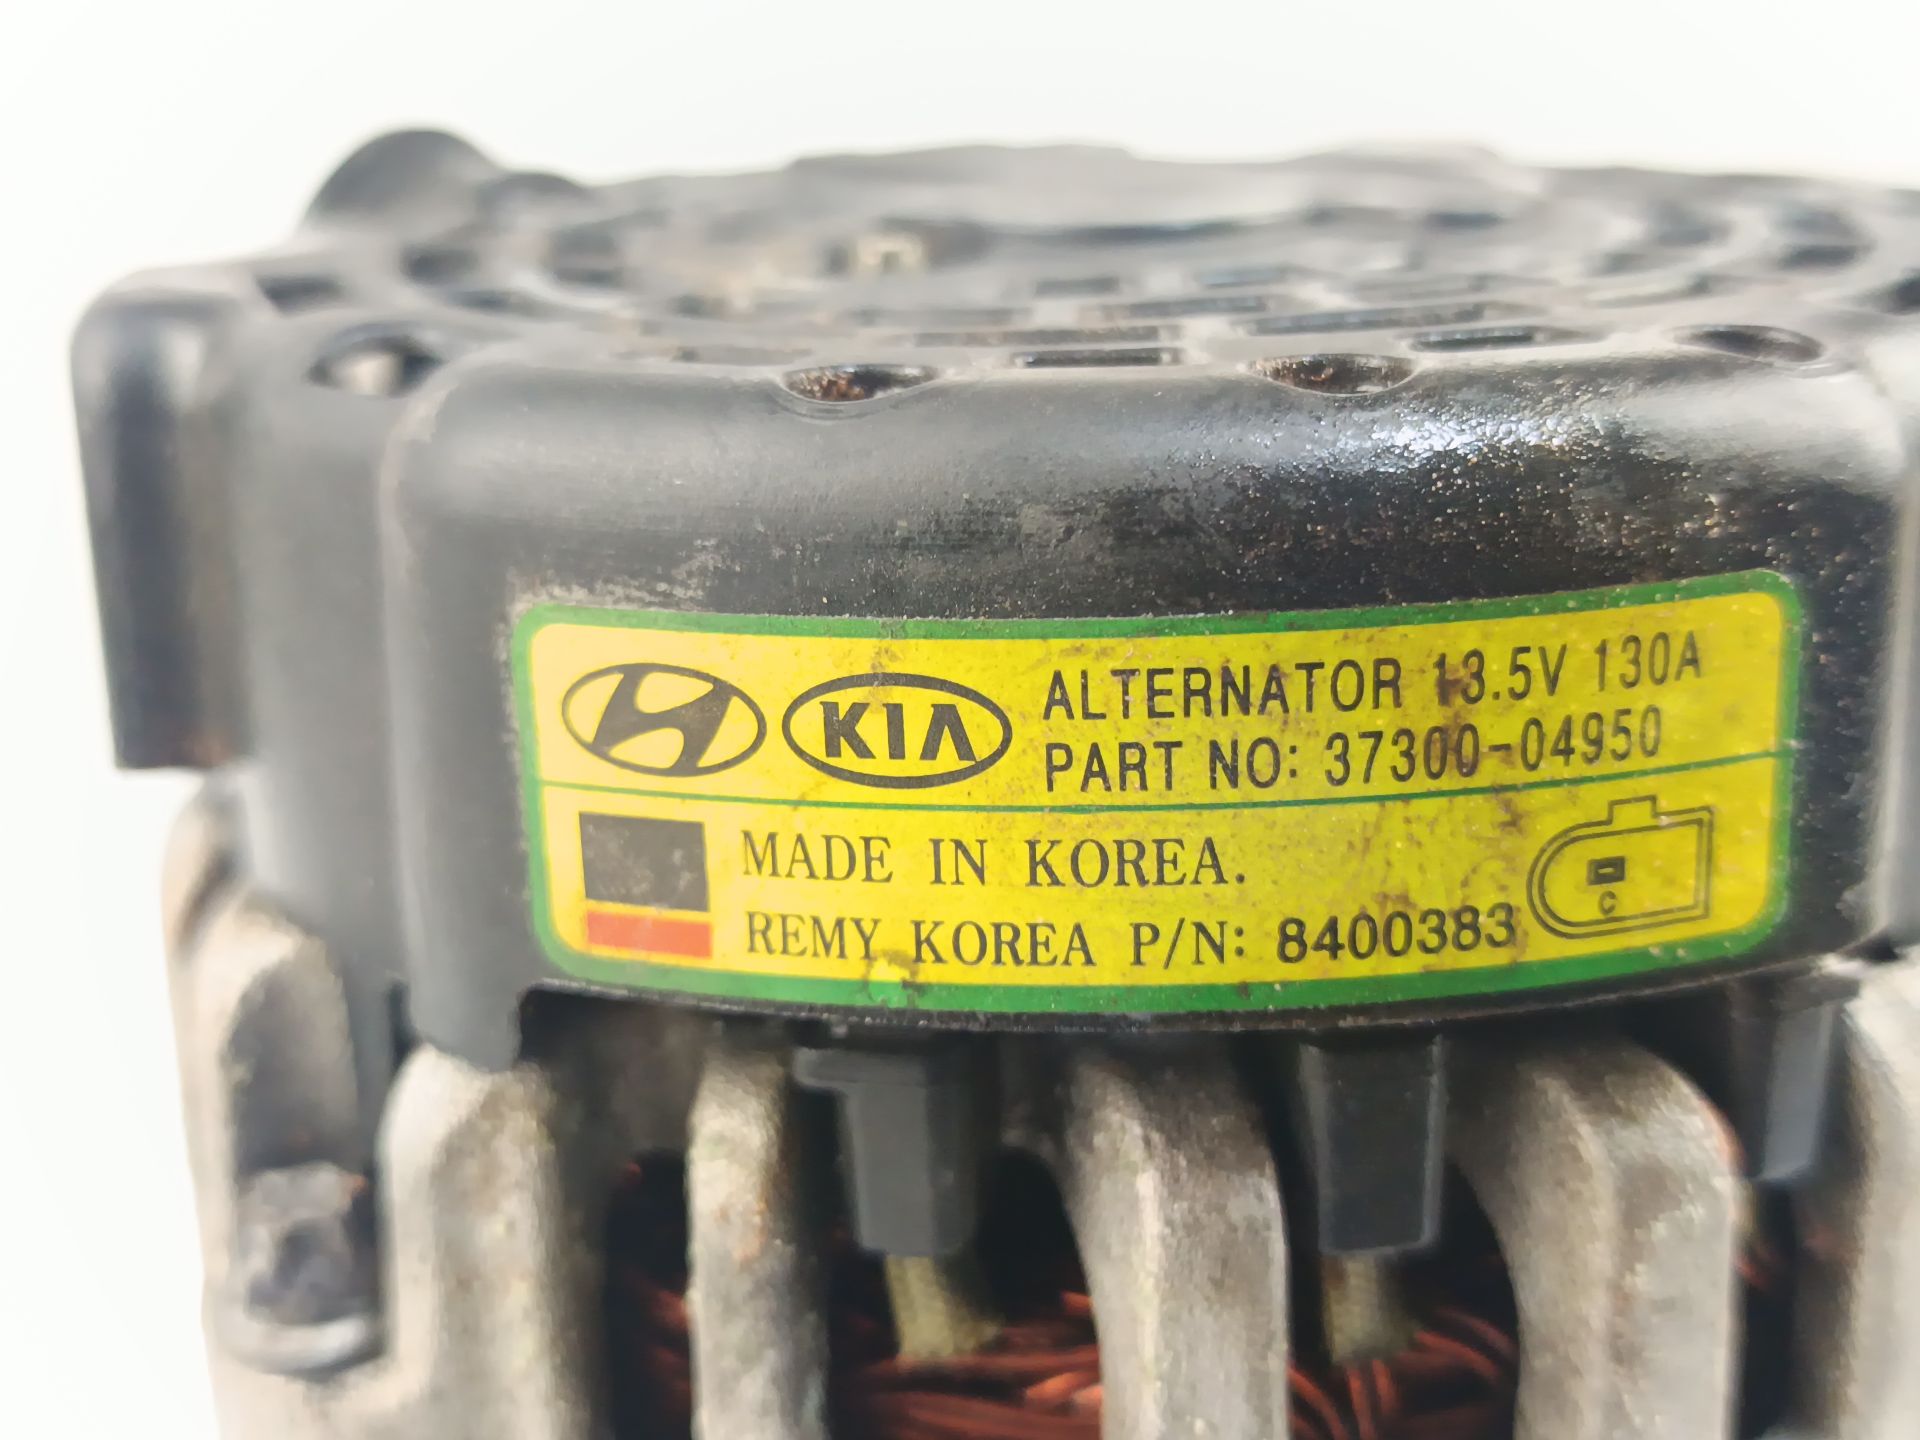 KIA
ALTERNATOR 13.5V 130A
PART NO: 37300-04950
MADE IN KOREA.
REMY KOREA P/N: 8400383
C